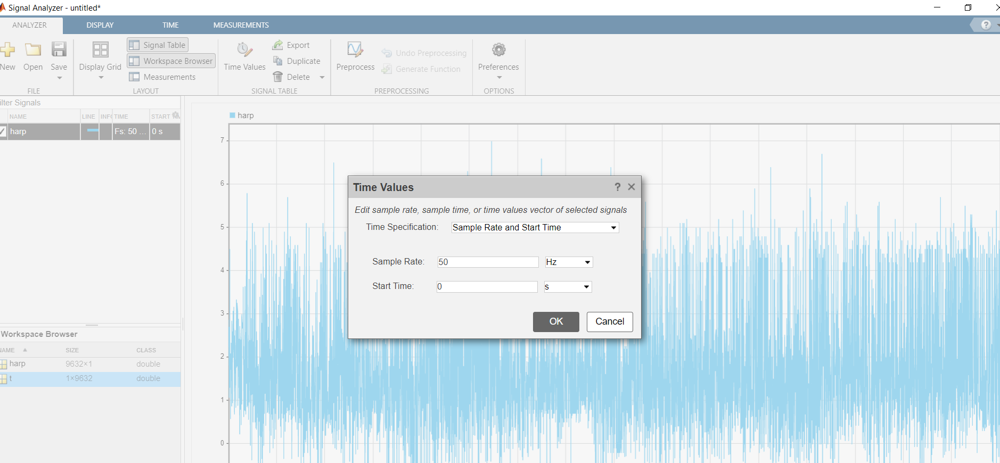 Signal Analyzer - untitled*
ANALYZER DISPLAY TIME MEASUREMENTS ?
New Open Save Display Grid Signal Table Workspace Browser Measurements Time Values Export Duplicate Delete Preprocess Undo Preprocessing Generate Function Preferences
FILE LAYOUT SIGNAL TABLE PREPROCESSING OPTIONS
ilter Signals
NAME LINE INF TIME START
harp Fs: 50 ... 0 s
harp
7
6
5
4
3
2
1
0
Time Values ?
Edit sample rate, sample time, or time values vector of selected signals
Time Specification: Sample Rate and Start Time
Sample Rate: 50 Hz
Start Time: 0 s
OK Cancel
Workspace Browser
NAME SIZE CLASS
harp 9632×1 double
t 1×9632 double